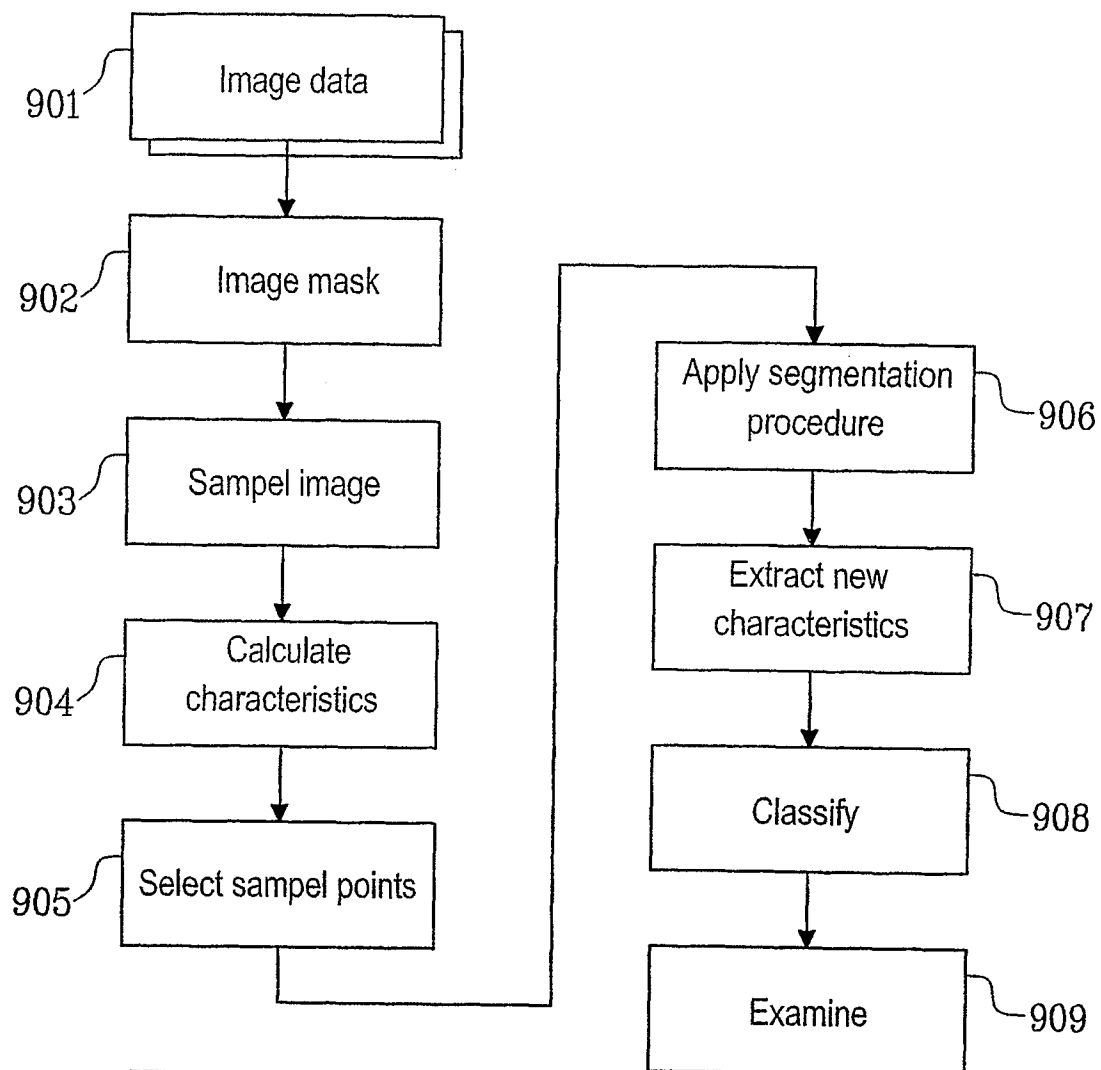 901
Image data
902
Image mask
903
Sampel image
904
Calculate
characteristics
905
Select sampel points
Apply segmentation
procedure
906
Extract new
characteristics
907
Classify
908
Examine
909